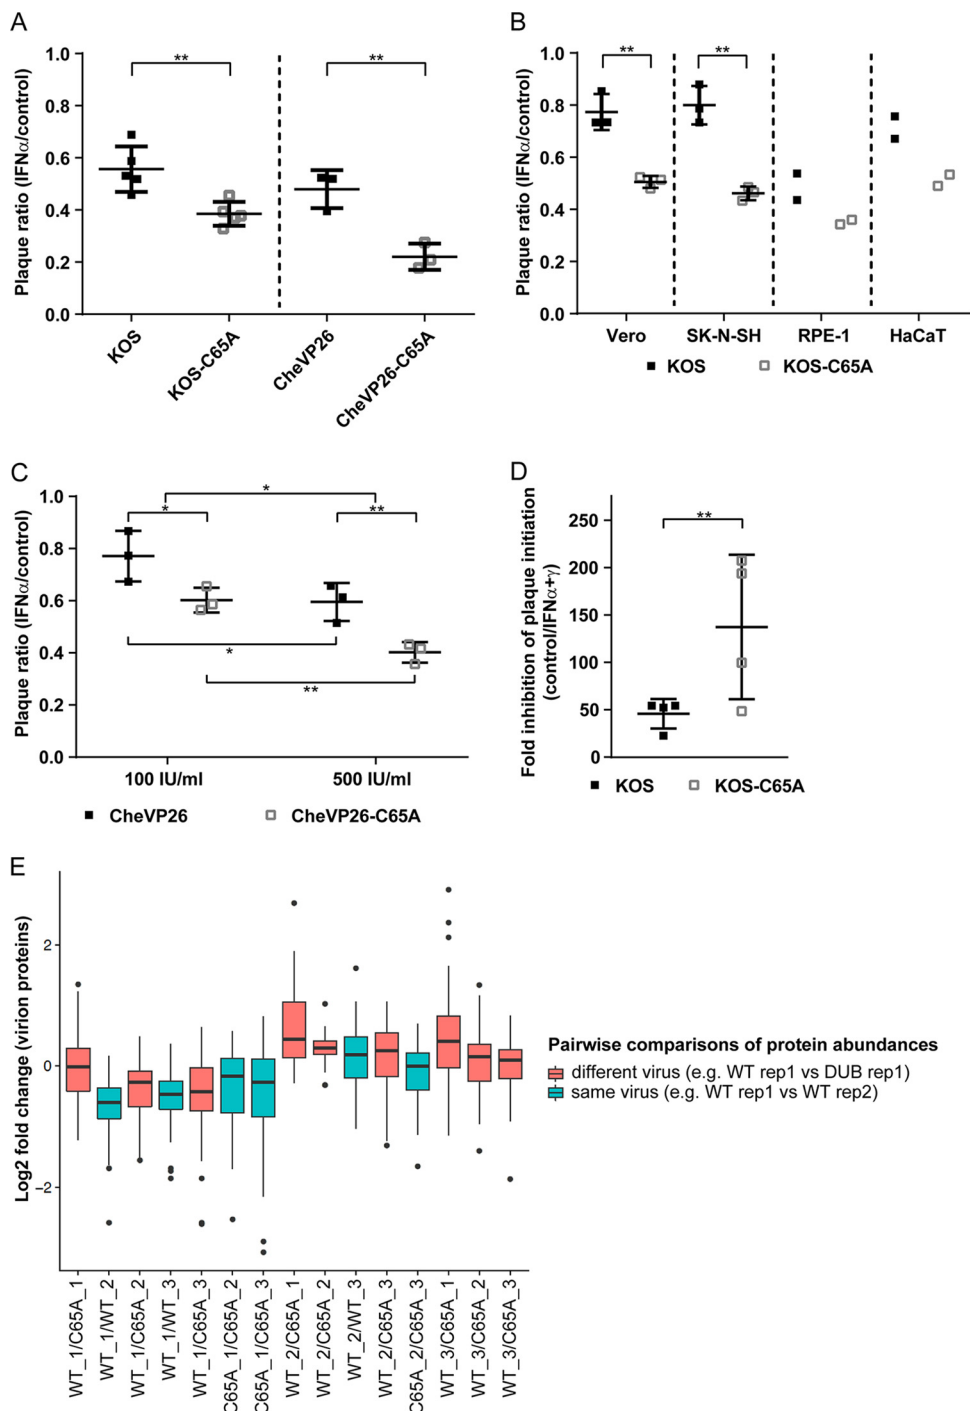 A
Plaque ratio (IFNα/control)
1.0
0.8
0.6
0.4
0.2
0.0
**
**
KOS
KOS-C65A
CheVP26
CheVP26-C65A
B
Plaque ratio (IFNα/control)
1.0
0.8
0.6
0.4
0.2
0.0
**
**
Vero
SK-N-SH
RPE-1
HaCaT
KOS
KOS-C65A
C
Plaque ratio (IFNα/control)
1.0
0.8
0.6
0.4
0.2
0.0
*
*
**
*
**
100 IU/ml
500 IU/ml
CheVP26
CheVP26-C65A
D
Fold inhibition of plaque initiation
(control/IFNα+γ)
250
200
150
100
50
0
**
KOS
KOS-C65A
E
Log2 fold change (virion proteins)
2
0
−2
WT_1/C65A_1
WT_1/WT_2
WT_1/C65A_2
WT_1/WT_3
WT_1/C65A_3
C65A_1/C65A_2
C65A_1/C65A_3
WT_2/C65A_1
WT_2/C65A_2
WT_2/WT_3
WT_2/C65A_3
C65A_2/C65A_3
WT_3/C65A_1
WT_3/C65A_2
WT_3/C65A_3
Pairwise comparisons of protein abundances
different virus (e.g. WT rep1 vs DUB rep1)
same virus (e.g. WT rep1 vs WT rep2)